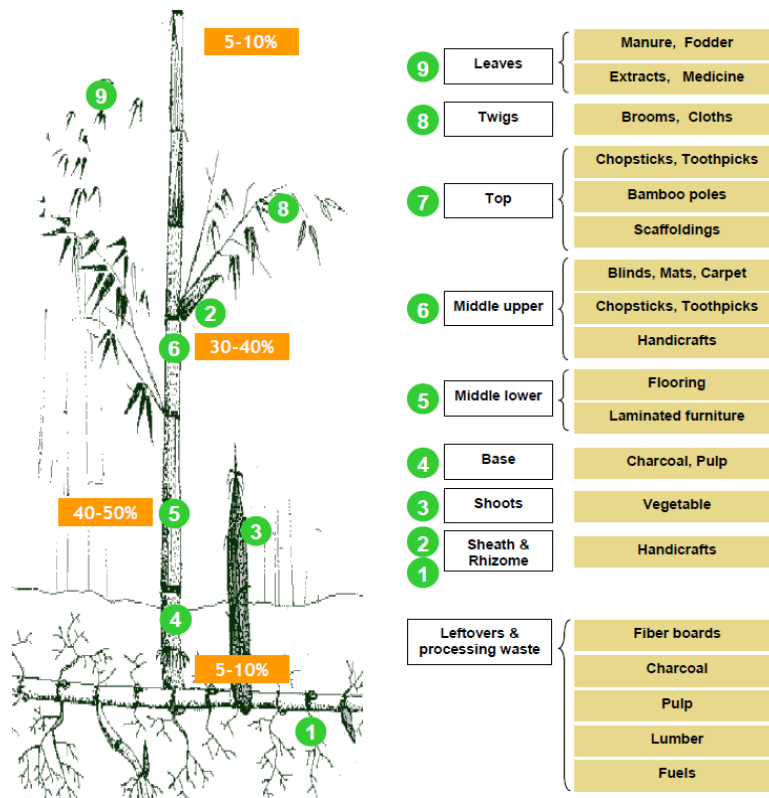 5-10%
9
8
2
6
30-40%
40-50%
5
3
4
5-10%
1
9
Leaves
Manure, Fodder
Extracts, Medicine
8
Twigs
Brooms, Cloths
7
Top
Chopsticks, Toothpicks
Bamboo poles
Scaffoldings
6
Middle upper
Blinds, Mats, Carpet
Chopsticks, Toothpicks
Handicrafts
5
Middle lower
Flooring
Laminated furniture
4
Base
Charcoal, Pulp
3
Shoots
Vegetable
2
1
Sheath &
Rhizome
Handicrafts
Leftovers &
processing waste
Fiber boards
Charcoal
Pulp
Lumber
Fuels